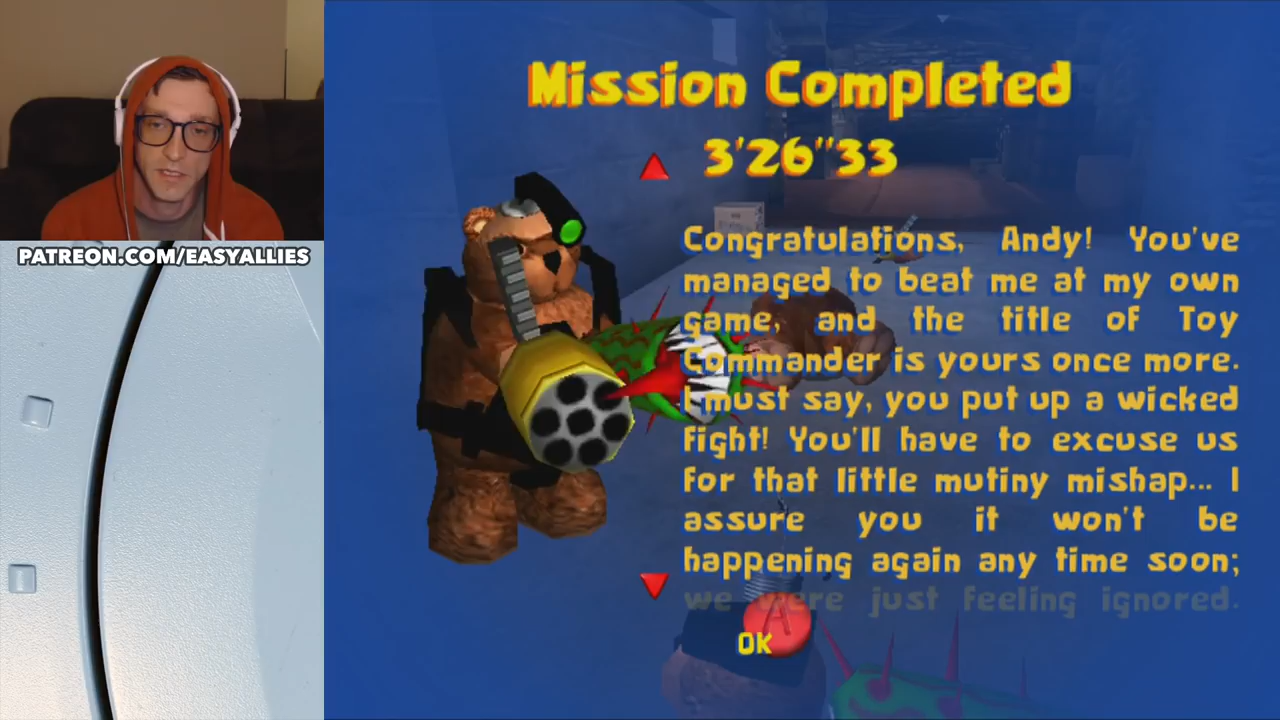 Mission Completed
3'26"33
Congratulations, Andy! You've
managed to beat me at my own
game, and the title of Toy
Commander is yours once more.
I must say, you put up a wicked
fight! You'll have to excuse us
for that little mutiny mishap... I
assure you it won't be
happening again any time soon;
we were just feeling ignored.
A
OK
PATREON.COM/EASYALLIES